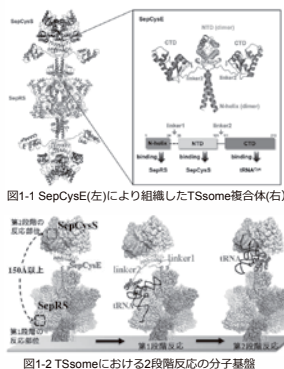 SepCysS
SepCysE
NTD (dimer)
CTD
CTD
linker1
linker2
SepRS
N-helix (dimer)
linker1
linker2
N-helix
NTD
CTD
binding
binding
binding
SepRS
SepCysS
tRNA
図1-1 SepCysE(左)により組織したTSsome複合体(右)
第2段階の
反応部位
SepCysS
150Å以上
SepCysE
SepRS
第1段階の
反応部位
linker1
linker2
tRNA
第1段階反応
tRNA
第2段階反応
図1-2 TSsomeにおける2段階反応の分子基盤